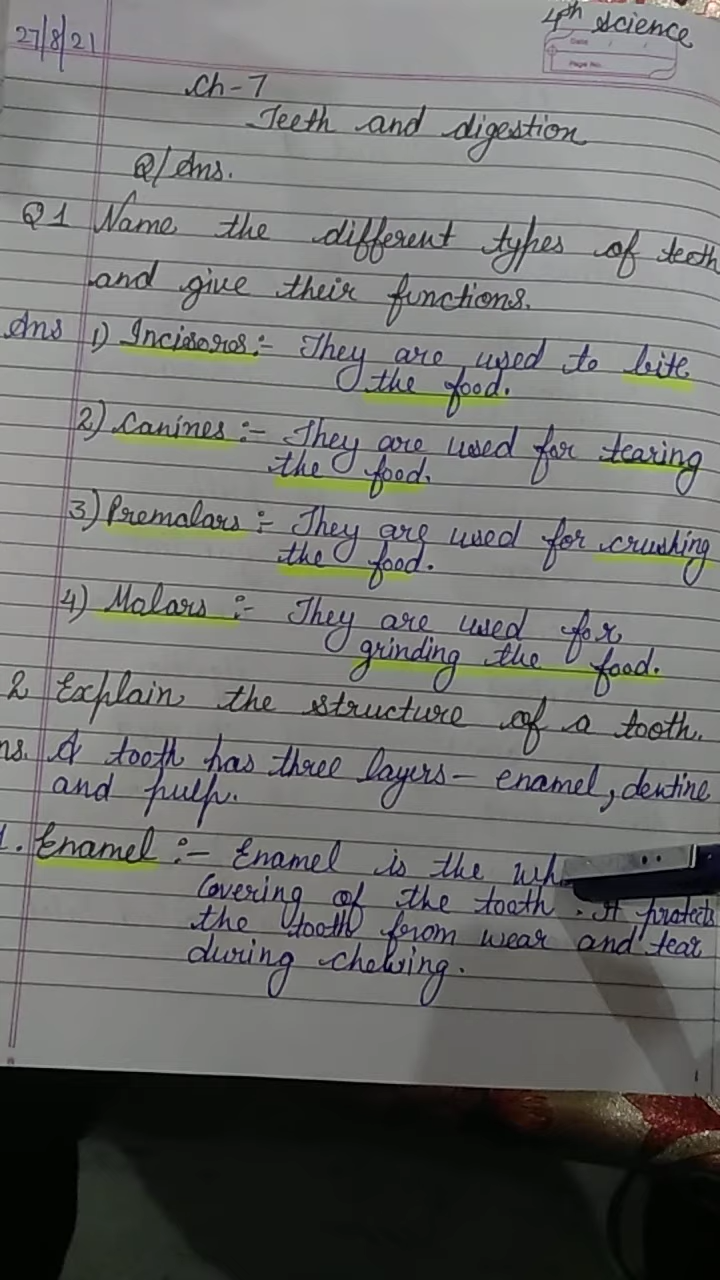 4th science
27/8/21
Date / /
Page No.
Ch-7
Teeth and digestion
Q/Ans.
Q1 Name the different types of teeth
and give their functions.
Ans 1) Incisors:- They are used to bite
the food.
2) Canines:- They are used for tearing
the food.
3) Premolars:- They are used for crushing
the food.
4) Molars:- They are used for
grinding the food.
2 Explain the structure of a tooth.
ns. A tooth has three layers- enamel, dentine
and pulp.
1. Enamel:- Enamel is the
covering of the tooth. It protects
the tooth from wear and tear
during chewing.